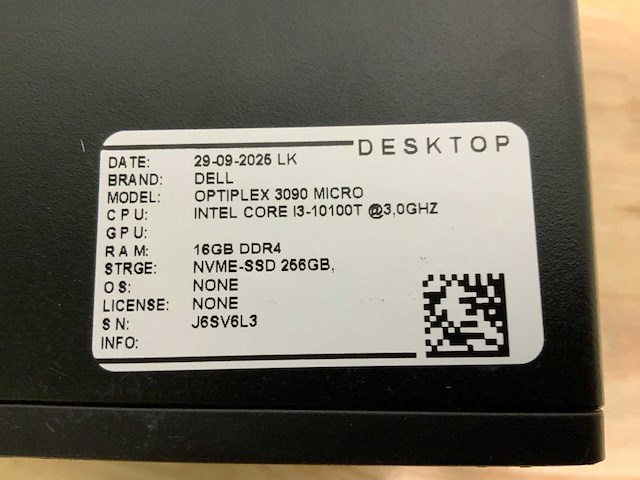 DESKTOP
DATE: 29-09-2025 LK
BRAND: DELL
MODEL: OPTIPLEX 3090 MICRO
CPU: INTEL CORE I3-10100T @3,0GHZ
GPU:
RAM: 16GB DDR4
STRGE: NVME-SSD 256GB,
OS: NONE
LICENSE: NONE
SN: J6SV6L3
INFO: